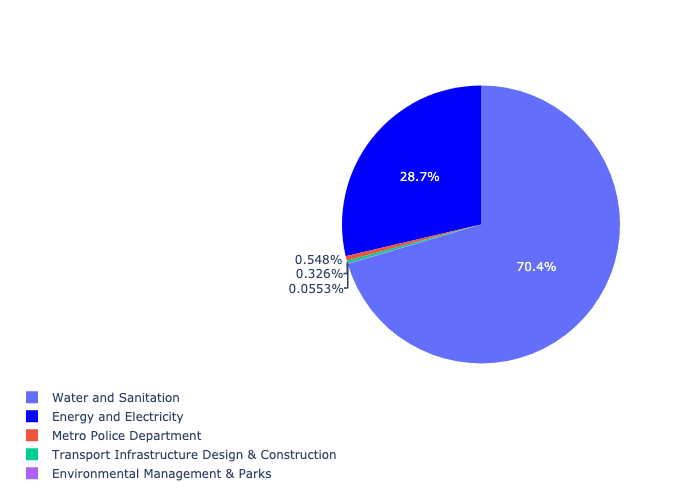 28.7%
70.4%
0.548%
0.326%
0.0553%
Water and Sanitation
Energy and Electricity
Metro Police Department
Transport Infrastructure Design & Construction
Environmental Management & Parks